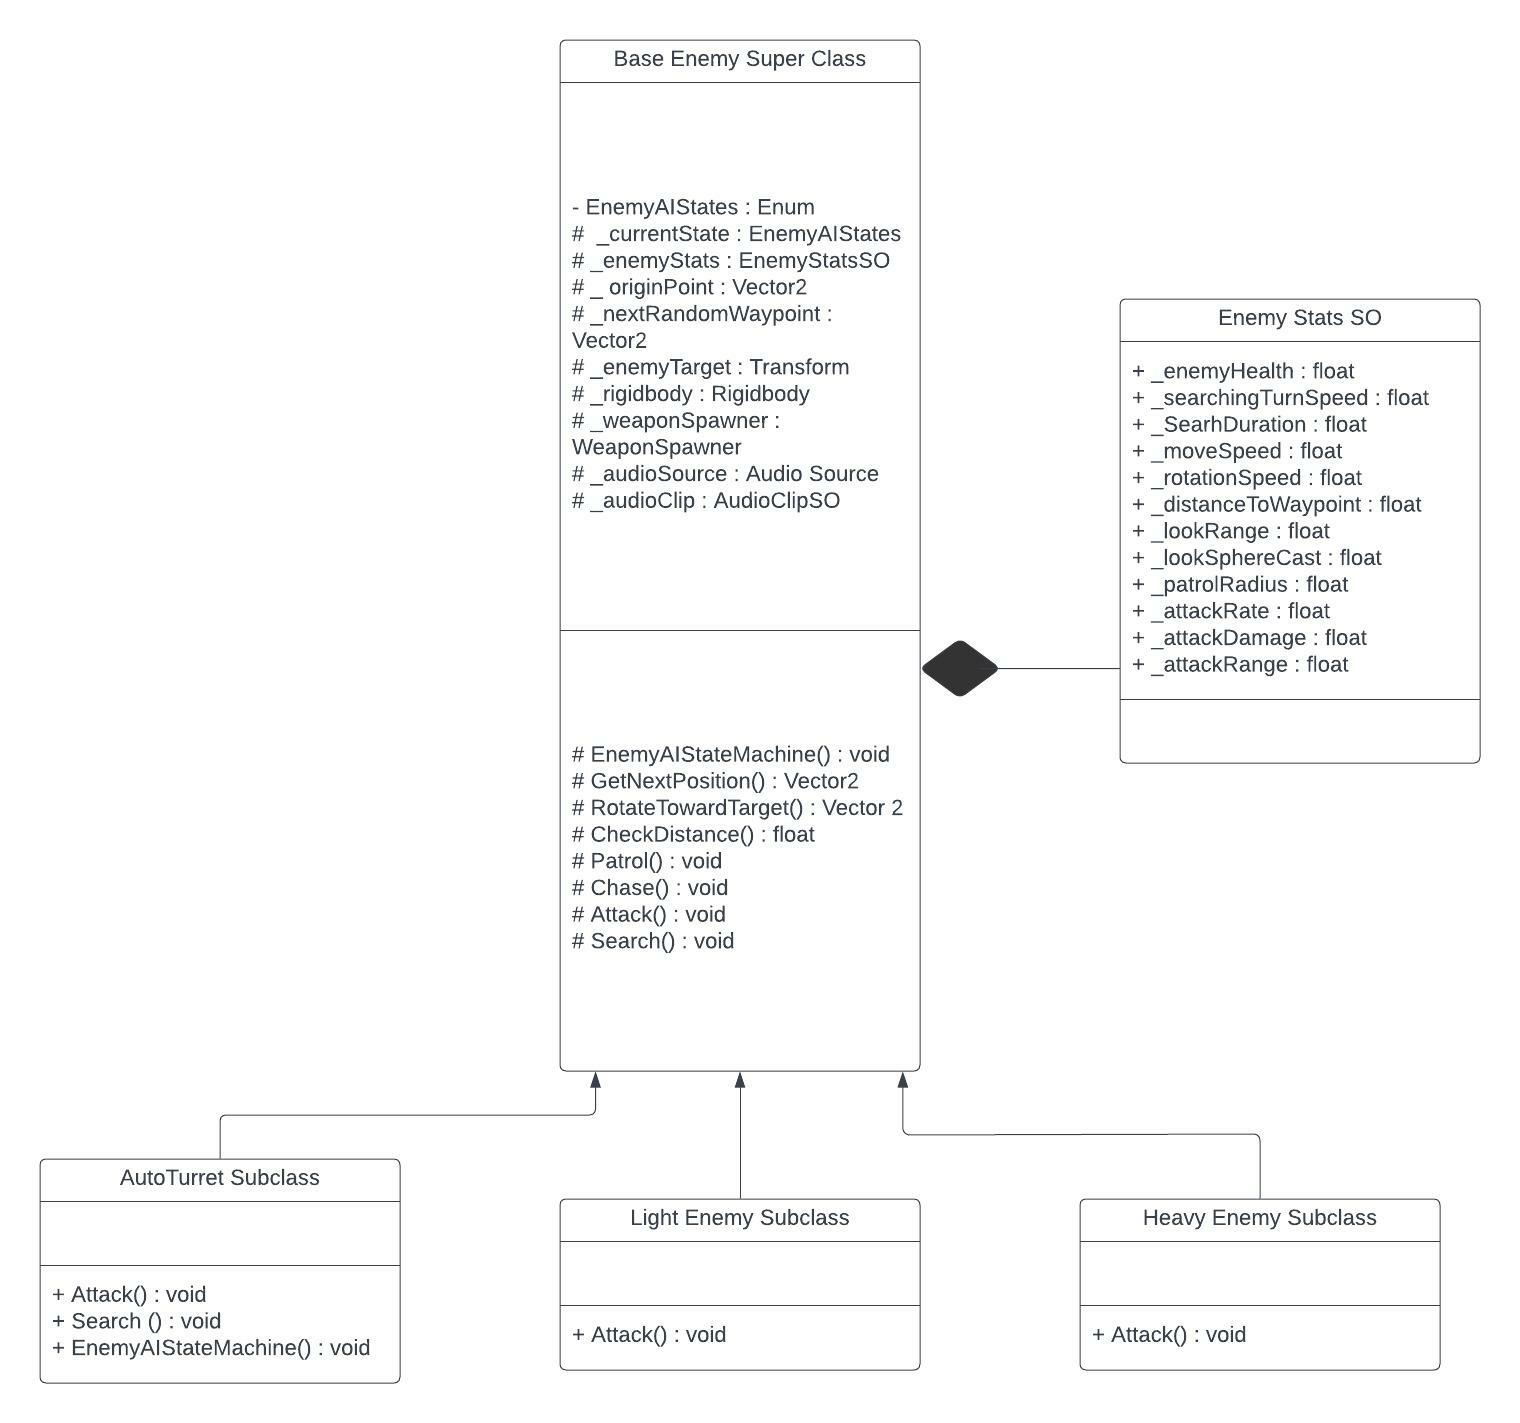 Base Enemy Super Class
- EnemyAIStates : Enum
#  _currentState : EnemyAIStates
# _enemyStats : EnemyStatsSO
# _ originPoint : Vector2
# _nextRandomWaypoint :
Vector2
# _enemyTarget : Transform
# _rigidbody : Rigidbody
# _weaponSpawner :
WeaponSpawner
# _audioSource : Audio Source
# _audioClip : AudioClipSO
# EnemyAIStateMachine() : void
# GetNextPosition() : Vector2
# RotateTowardTarget() : Vector 2
# CheckDistance() : float
# Patrol() : void
# Chase() : void
# Attack() : void
# Search() : void
Enemy Stats SO
+ _enemyHealth : float
+ _searchingTurnSpeed : float
+ _SearhDuration : float
+ _moveSpeed : float
+ _rotationSpeed : float
+ _distanceToWaypoint : float
+ _lookRange : float
+ _lookSphereCast : float
+ _patrolRadius : float
+ _attackRate : float
+ _attackDamage : float
+ _attackRange : float
AutoTurret Subclass
+ Attack() : void
+ Search () : void
+ EnemyAIStateMachine() : void
Light Enemy Subclass
+ Attack() : void
Heavy Enemy Subclass
+ Attack() : void